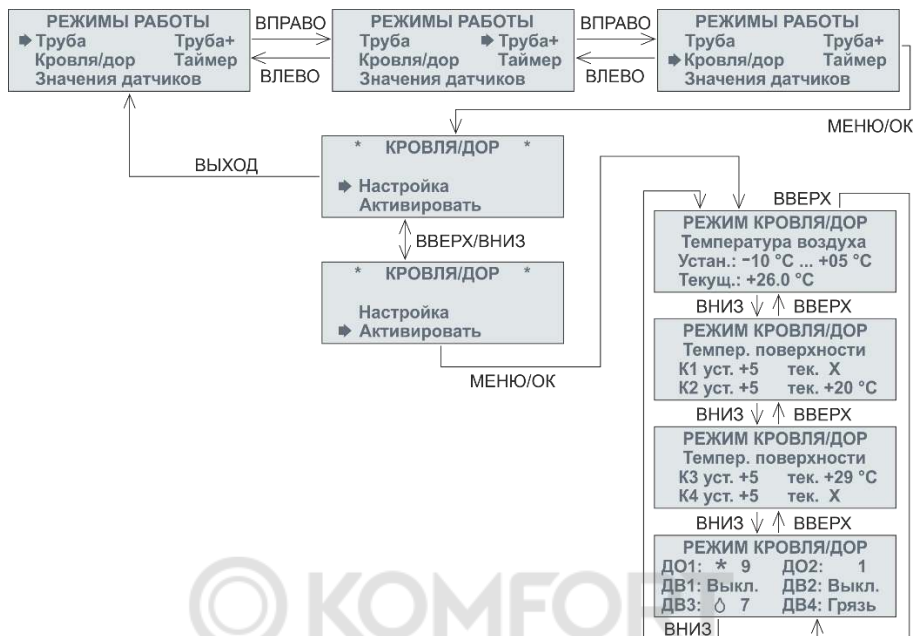 РЕЖИМЫ РАБОТЫ
Труба Труба+
Кровля/дор Таймер
Значения датчиков
ВПРАВО
ВЛЕВО
РЕЖИМЫ РАБОТЫ
Труба Труба+
Кровля/дор Таймер
Значения датчиков
ВПРАВО
ВЛЕВО
РЕЖИМЫ РАБОТЫ
Труба Труба+
Кровля/дор Таймер
Значения датчиков
МЕНЮ/ОК
ВЫХОД
* КРОВЛЯ/ДОР *
Настройка
Активировать
ВВЕРХ/ВНИЗ
* КРОВЛЯ/ДОР *
Настройка
Активировать
МЕНЮ/ОК
ВВЕРХ
РЕЖИМ КРОВЛЯ/ДОР
Температура воздуха
Устан.: -10 °C ... +05 °C
Текущ.: +26.0 °C
ВНИЗ ВВЕРХ
РЕЖИМ КРОВЛЯ/ДОР
Темпер. поверхности
К1 уст. +5 тек. X
К2 уст. +5 тек. +20 °C
ВНИЗ ВВЕРХ
РЕЖИМ КРОВЛЯ/ДОР
Темпер. поверхности
К3 уст. +5 тек. +29 °C
К4 уст. +5 тек. X
ВНИЗ ВВЕРХ
РЕЖИМ КРОВЛЯ/ДОР
ДО1: * 9 ДО2: 1
ДВ1: Выкл. ДВ2: Выкл.
ДВ3: 7 ДВ4: Грязь
ВНИЗ
KOMFORT